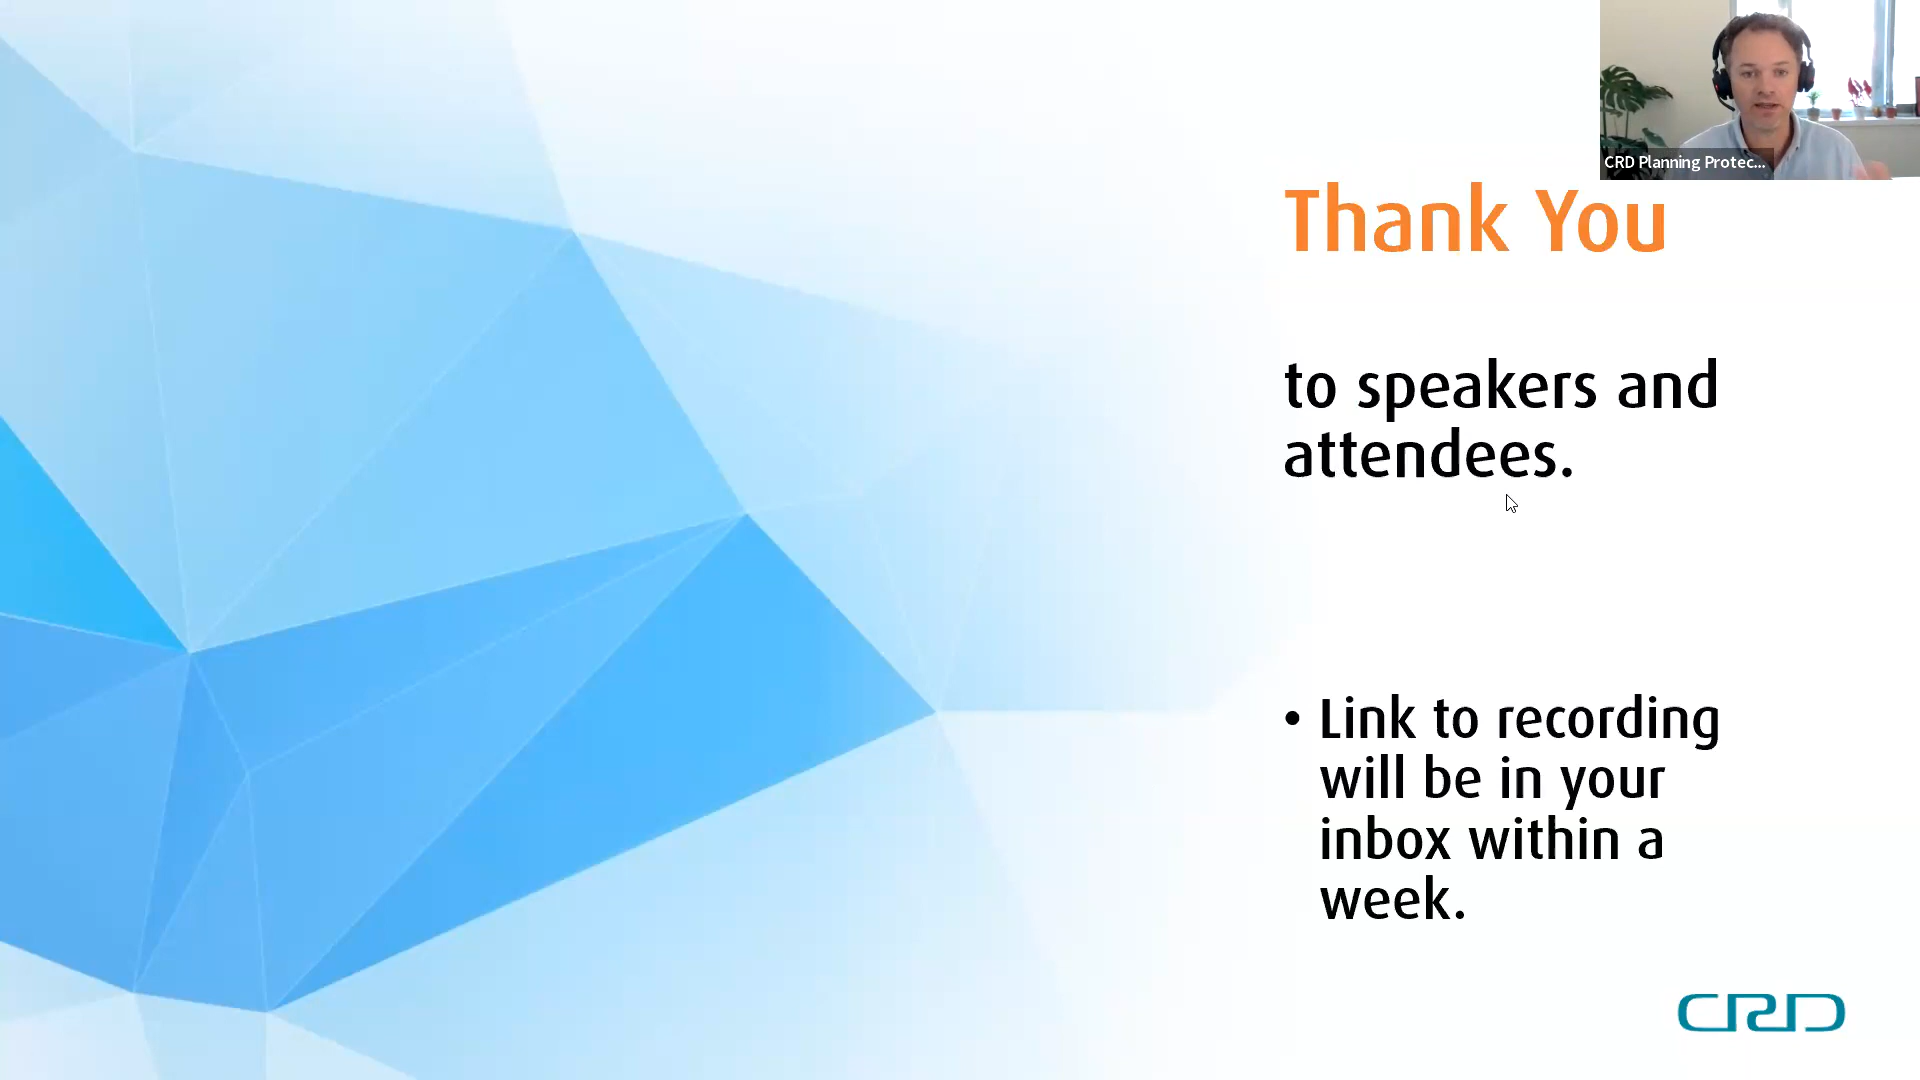 CRD Planning Protec...
Thank You
to speakers and
attendees.
• Link to recording
will be in your
inbox within a
week.
CRD